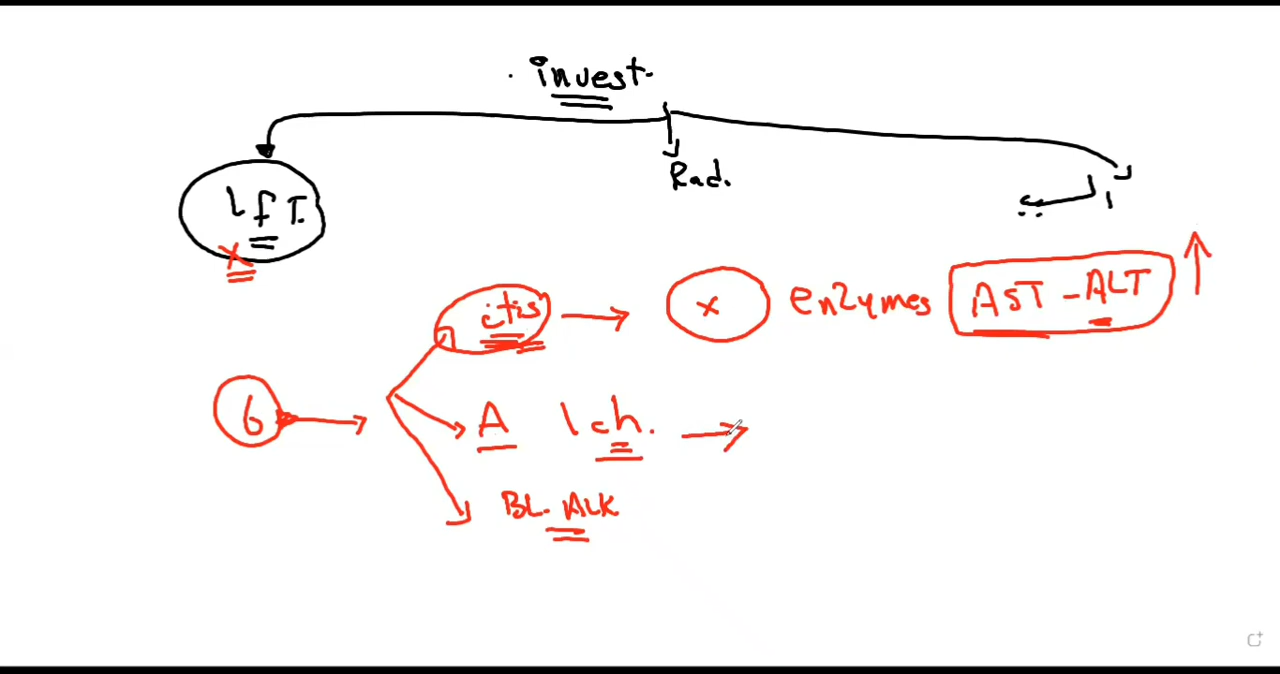 invest.
LFT.
Rad.
x
itis x enzymes AST - ALT
6
A ch.
BL. ALK